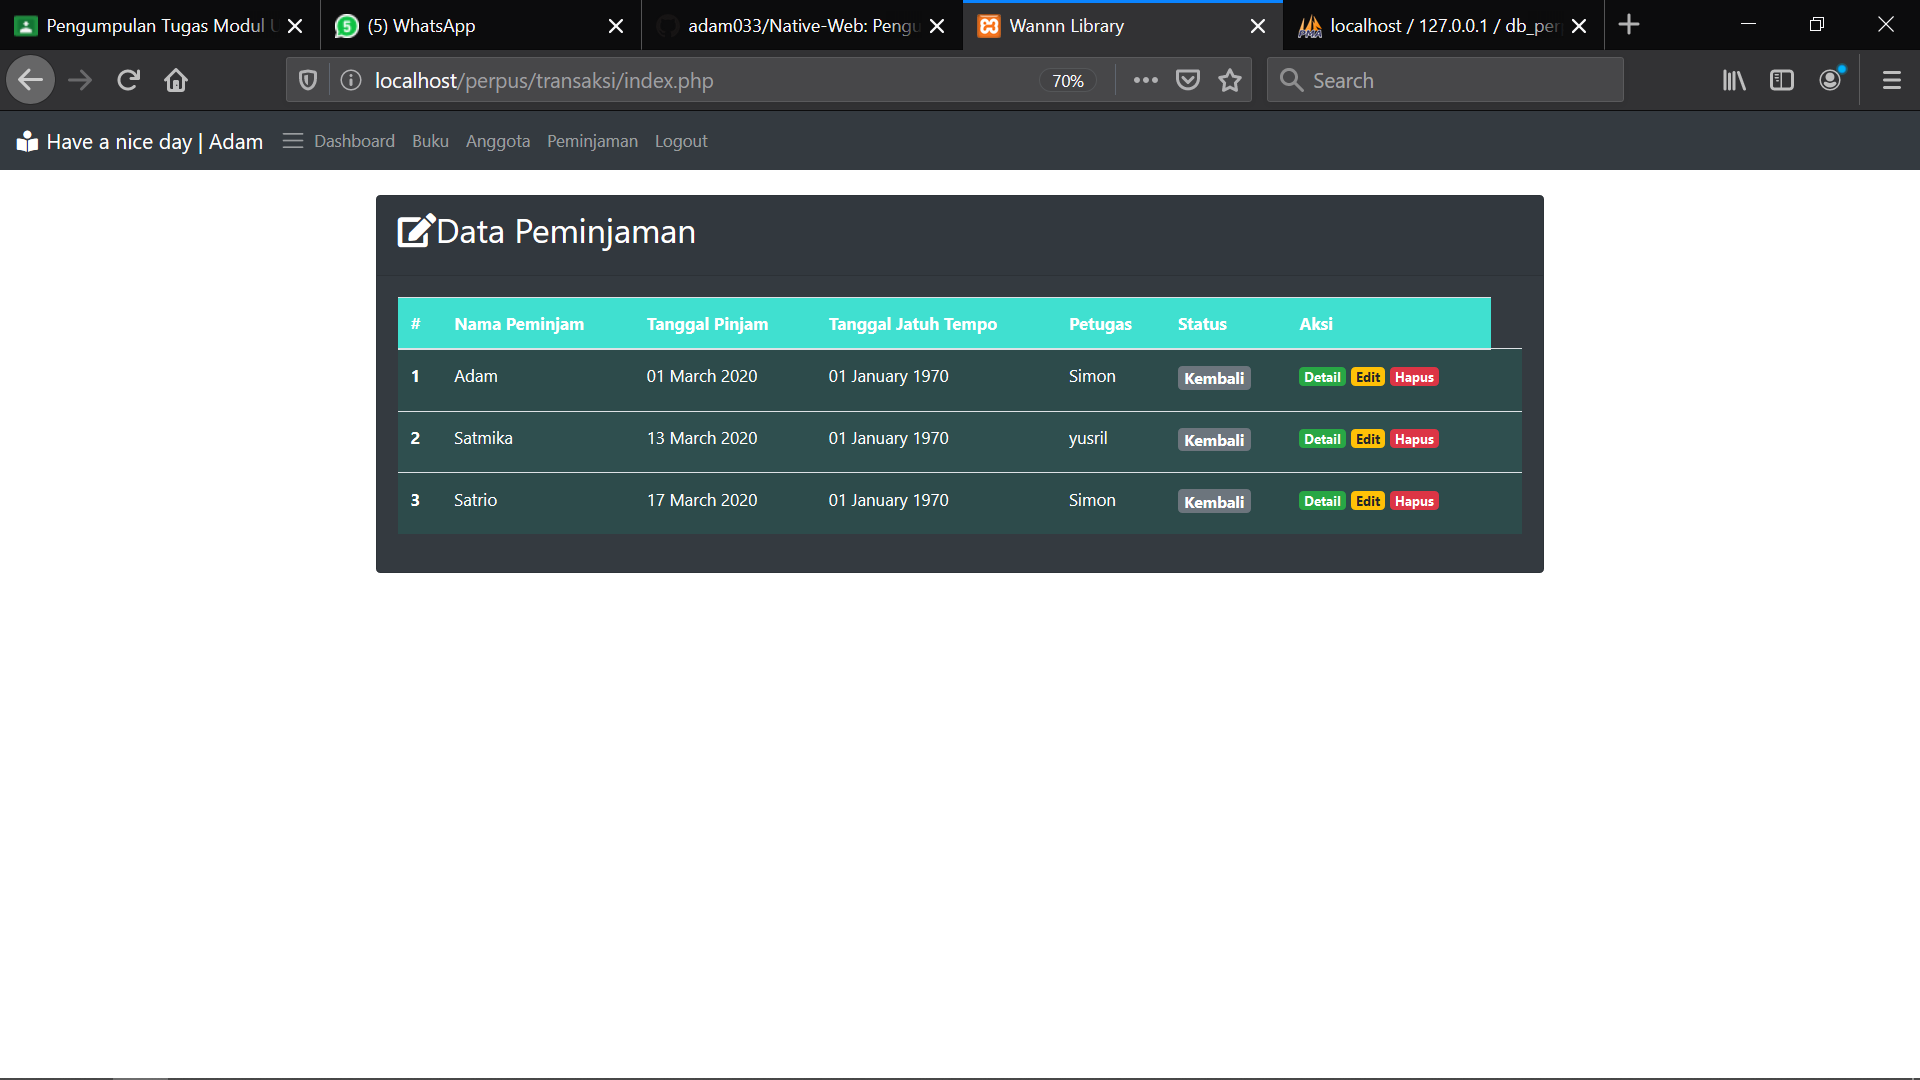 Pengumpulan Tugas Modul
(5) WhatsApp
adam033/Native-Web: Pengu
Wannn Library
localhost / 127.0.0.1 / db_per
localhost/perpus/transaksi/index.php
70%
Search
Have a nice day | Adam
Dashboard
Buku
Anggota
Peminjaman
Logout
Data Peminjaman
# Nama Peminjam Tanggal Pinjam Tanggal Jatuh Tempo Petugas Status Aksi
1 Adam 01 March 2020 01 January 1970 Simon Kembali Detail Edit Hapus
2 Satmika 13 March 2020 01 January 1970 yusril Kembali Detail Edit Hapus
3 Satrio 17 March 2020 01 January 1970 Simon Kembali Detail Edit Hapus